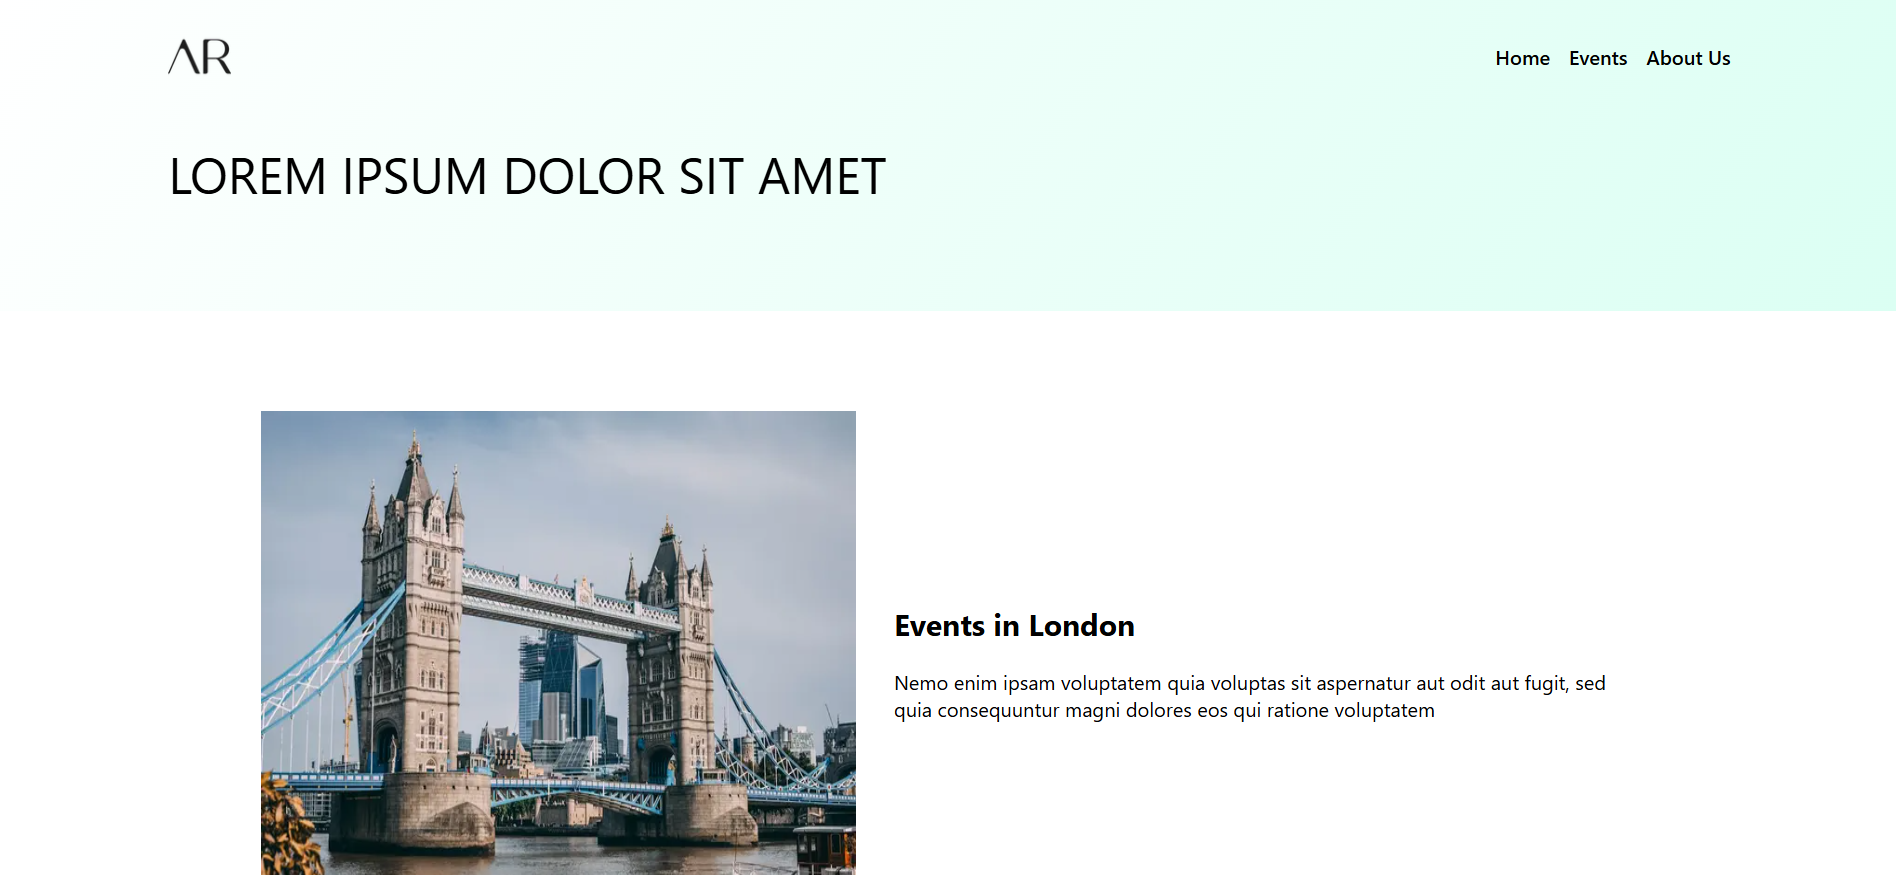 AR
Home Events About Us
LOREM IPSUM DOLOR SIT AMET
Events in London
Nemo enim ipsam voluptatem quia voluptas sit aspernatur aut odit aut fugit, sed
quia consequuntur magni dolores eos qui ratione voluptatem